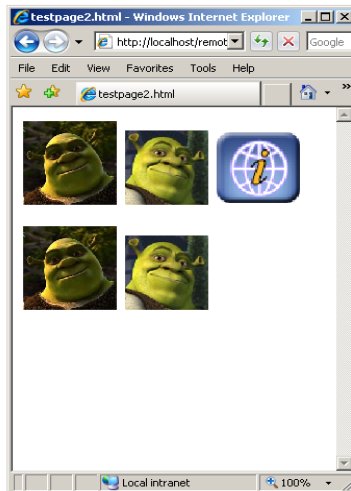 testpage2.html - Windows Internet Explorer
http://localhost/remot
Google
File Edit View Favorites Tools Help
testpage2.html
»
i
Local intranet
100%